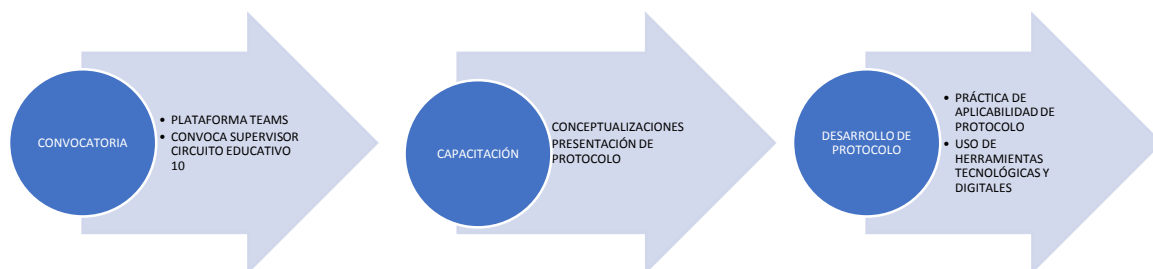 CONVOCATORIA
• PLATAFORMA TEAMS
• CONVOCA SUPERVISOR
CIRCUITO EDUCATIVO
10
CAPACITACIÓN
CONCEPTUALIZACIONES
PRESENTACIÓN DE
PROTOCOLO
DESARROLLO DE
PROTOCOLO
• PRÁCTICA DE
APLICABILIDAD DE
PROTOCOLO
• USO DE
HERRAMIENTAS
TECNOLÓGICAS Y
DIGITALES